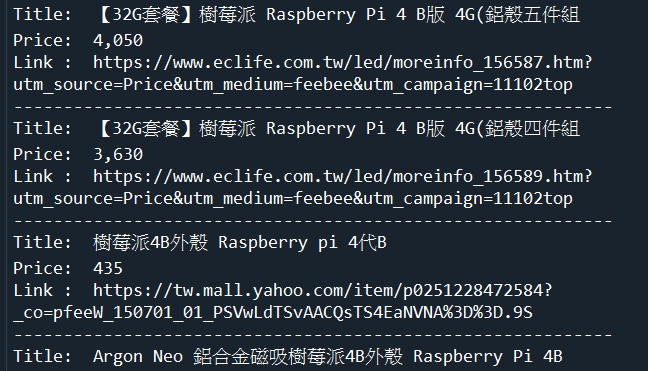 Title:  【32G套餐】樹莓派 Raspberry Pi 4 B版 4G(鋁殼五件組
Price:  4,050
Link :  https://www.eclife.com.tw/led/moreinfo_156587.htm?
utm_source=Price&utm_medium=feebee&utm_campaign=11102top
------------------------------------------------------------
Title:  【32G套餐】樹莓派 Raspberry Pi 4 B版 4G(鋁殼四件組
Price:  3,630
Link :  https://www.eclife.com.tw/led/moreinfo_156589.htm?
utm_source=Price&utm_medium=feebee&utm_campaign=11102top
------------------------------------------------------------
Title:  樹莓派4B外殼 Raspberry pi 4代B
Price:  435
Link :  https://tw.mall.yahoo.com/item/p0251228472584?
_co=pfeeW_150701_01_PSVwLdTSvAACQsTS4EaNVNA%3D%3D.9S
------------------------------------------------------------
Title:  Argon Neo 鋁合金磁吸樹莓派4B外殼 Raspberry Pi 4B